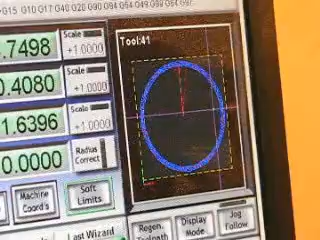 G15 G10 G17 G40 G20 G90 G94 G54 G49 G99 G64 G97
.7498
Scale
+1.0000
Tool:41
0.4080
Scale
+1.0000
1.6396
Scale
+1.0000
0.0000
Radius
Correct
Machine
Coord's
Soft
Limits
Last Wizard
Regen.
Toolpath
Display
Mode
Jog
Follow